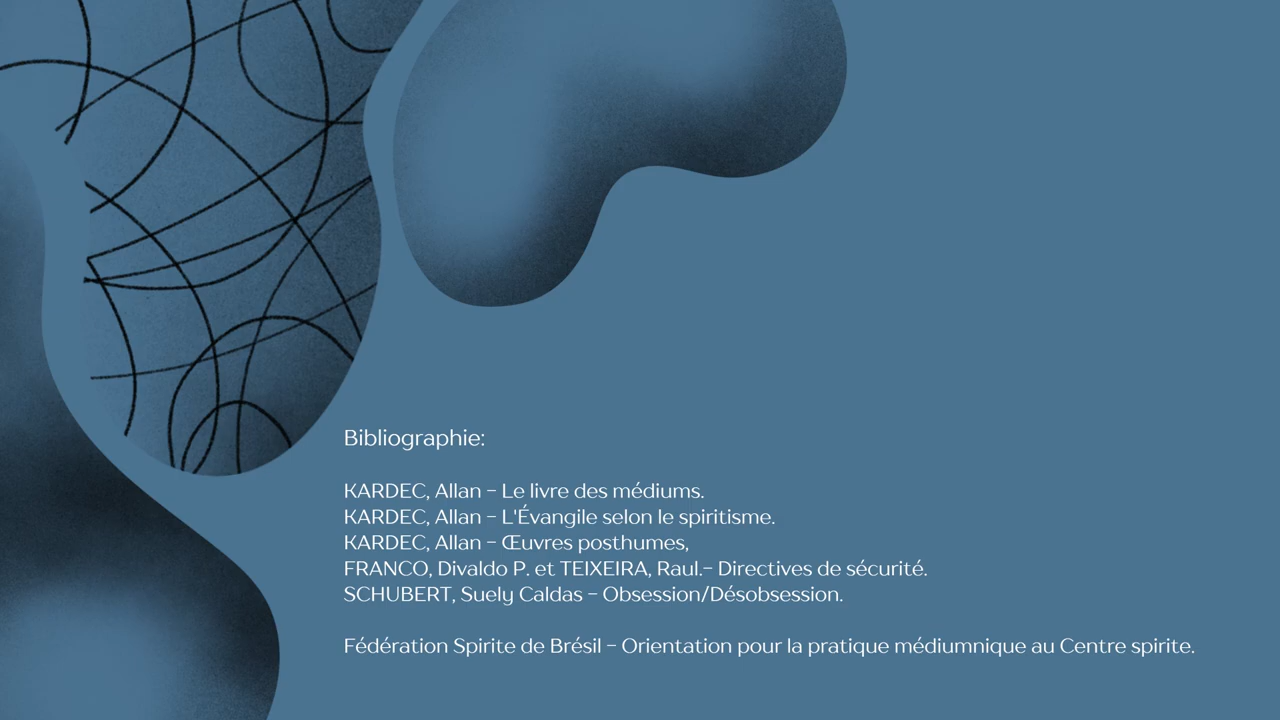 Bibliographie:
KARDEC, Allan – Le livre des médiums.
KARDEC, Allan – L'Évangile selon le spiritisme.
KARDEC, Allan – Œuvres posthumes,
FRANCO, Divaldo P. et TEIXEIRA, Raul.– Directives de sécurité.
SCHUBERT, Suely Caldas – Obsession/Désobsession.
Fédération Spirite de Brésil – Orientation pour la pratique médiumnique au Centre spirite.